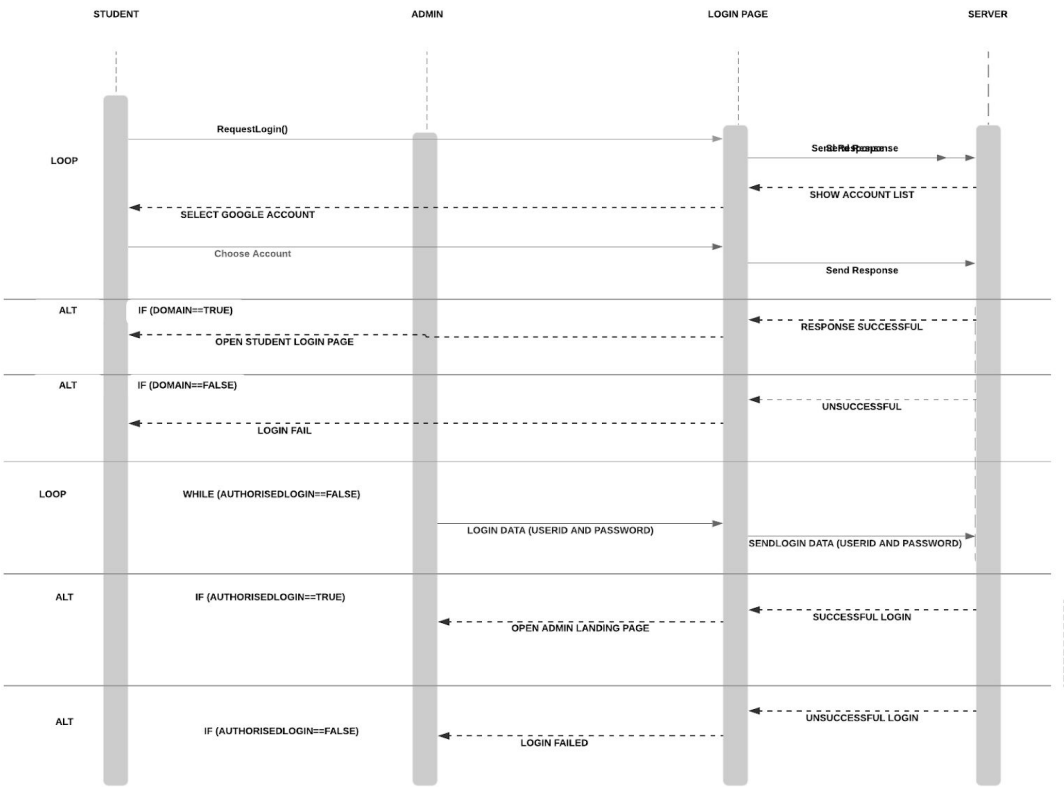 STUDENT
ADMIN
LOGIN PAGE
SERVER
RequestLogin()
LOOP
Send Response
SHOW ACCOUNT LIST
SELECT GOOGLE ACCOUNT
Choose Account
Send Response
ALT
IF (DOMAIN==TRUE)
RESPONSE SUCCESSFUL
OPEN STUDENT LOGIN PAGE
ALT
IF (DOMAIN==FALSE)
UNSUCCESSFUL
LOGIN FAIL
LOOP
WHILE (AUTHORISEDLOGIN==FALSE)
LOGIN DATA (USERID AND PASSWORD)
SENDLOGIN DATA (USERID AND PASSWORD)
ALT
IF (AUTHORISEDLOGIN==TRUE)
SUCCESSFUL LOGIN
OPEN ADMIN LANDING PAGE
ALT
IF (AUTHORISEDLOGIN==FALSE)
UNSUCCESSFUL LOGIN
LOGIN FAILED